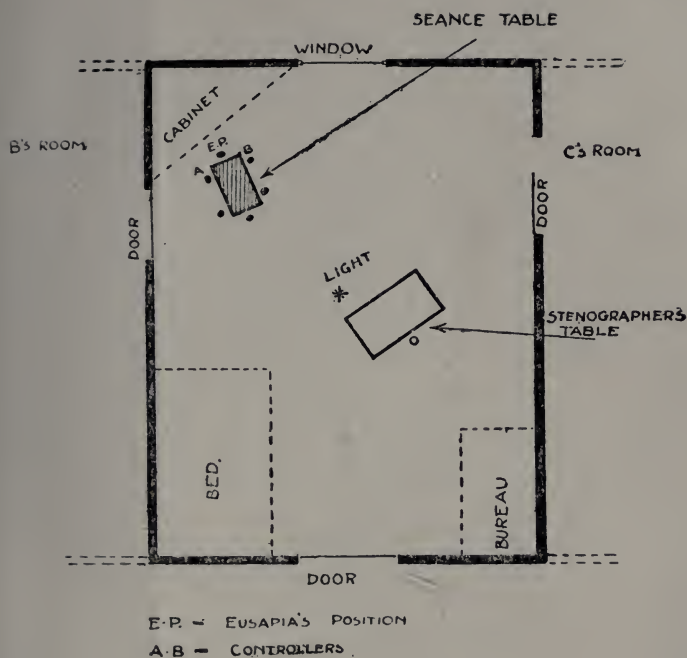 SEANCE TABLE
WINDOW
CABINET
B'S ROOM
E.P.
B
A
C'S ROOM
DOOR
DOOR
LIGHT
STENOGRAPHER'S
TABLE
BED.
BUREAU
DOOR
E.P. = EUSAPIA'S POSITION
A.B = CONTROLLERS